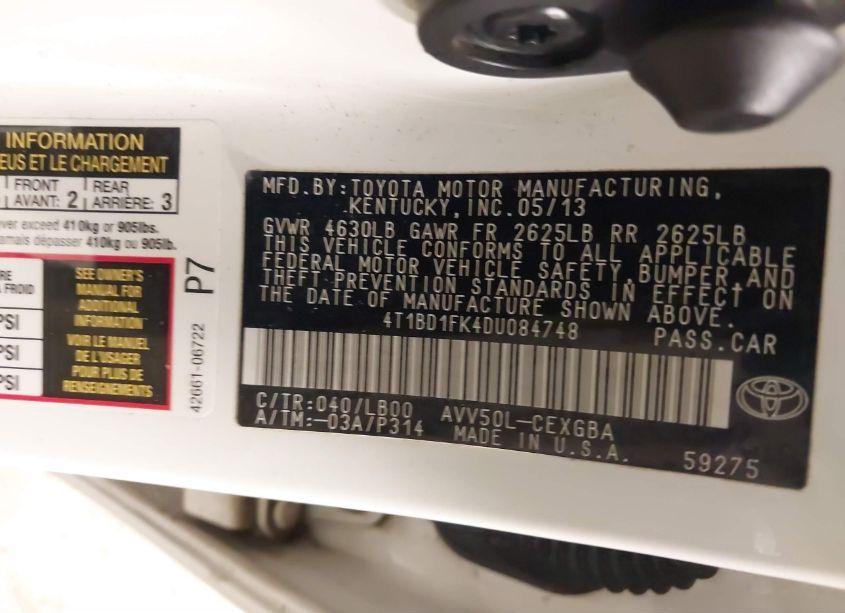 INFORMATION
EUS ET LE CHARGEMENT
FRONT
AVANT: 2
REAR
ARRIÈRE: 3
ver exceed 410kg or 905lbs.
amais dépasser 410kg ou 905lb.
RE
A FROID
PSI
PSI
PSI
SEE OWNER'S
MANUAL FOR
ADDITIONAL
INFORMATION
VOIR LE MANUEL
DE L'USAGER
POUR PLUS DE
RENSEIGNEMENTS
P7
42661-06722
MFD.BY:TOYOTA MOTOR MANUFACTURING,
KENTUCKY,INC.05/13
GVWR 4630LB GAWR FR 2625LB RR 2625LB
THIS VEHICLE CONFORMS TO ALL APPLICABLE
FEDERAL MOTOR VEHICLE SAFETY,BUMPER,AND
THEFT PREVENTION STANDARDS IN EFFECT ON
THE DATE OF MANUFACTURE SHOWN ABOVE.
4T1BD1FK4DU084748
PASS.CAR
C/TR:040/LB00 AVV50L-CEXGBA
A/TM:-03A/P314 MADE IN U.S.A.
59275